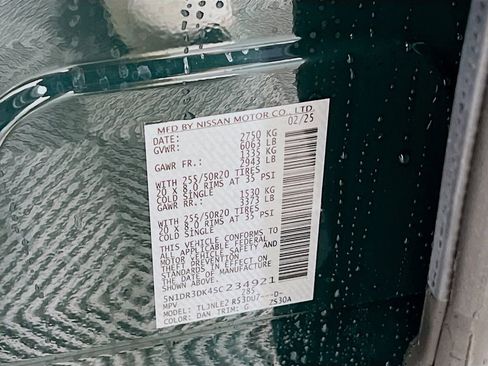 MFD BY NISSAN MOTOR CO., LTD.
DATE: 02/25
GVWR: 2750 KG
6063 LB
GAWR FR.: 1335 KG
2943 LB
WITH 255/50R20 TIRES
20 X 8.0 RIMS AT 35 PSI
COLD SINGLE
GAWR RR.: 1530 KG
3373 LB
WITH 255/50R20 TIRES
20 X 8.0 RIMS AT 35 PSI
COLD SINGLE
THIS VEHICLE CONFORMS TO
ALL APPLICABLE FEDERAL
MOTOR VEHICLE SAFETY AND
THEFT PREVENTION
STANDARDS IN EFFECT ON
THE DATE OF MANUFACTURE
5N1DR3DK4SC234921
MPV 285
MODEL: TLJNLE2 R53DU7---D-
COLOR: DAN TRIM: G ZS30A